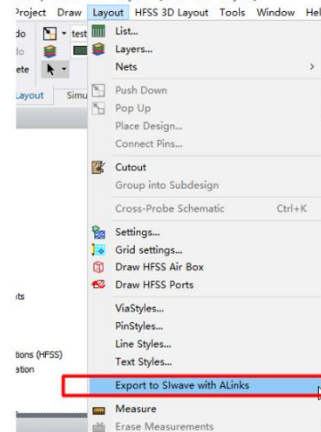 Project Draw Layout HFSS 3D Layout Tools Window Hel
do test
lo
ete
Layout Simu
List...
Layers...
Nets
Push Down
Pop Up
Place Design...
Connect Pins...
Cutout
Group into Subdesign
Cross-Probe Schematic Ctrl+K
Settings...
Grid settings...
Draw HFSS Air Box
Draw HFSS Ports
its
ViaStyles...
PinStyles...
Line Styles...
tions (HFSS)
Text Styles...
ation
Export to SIwave with ALinks
Measure
Erase Measurements